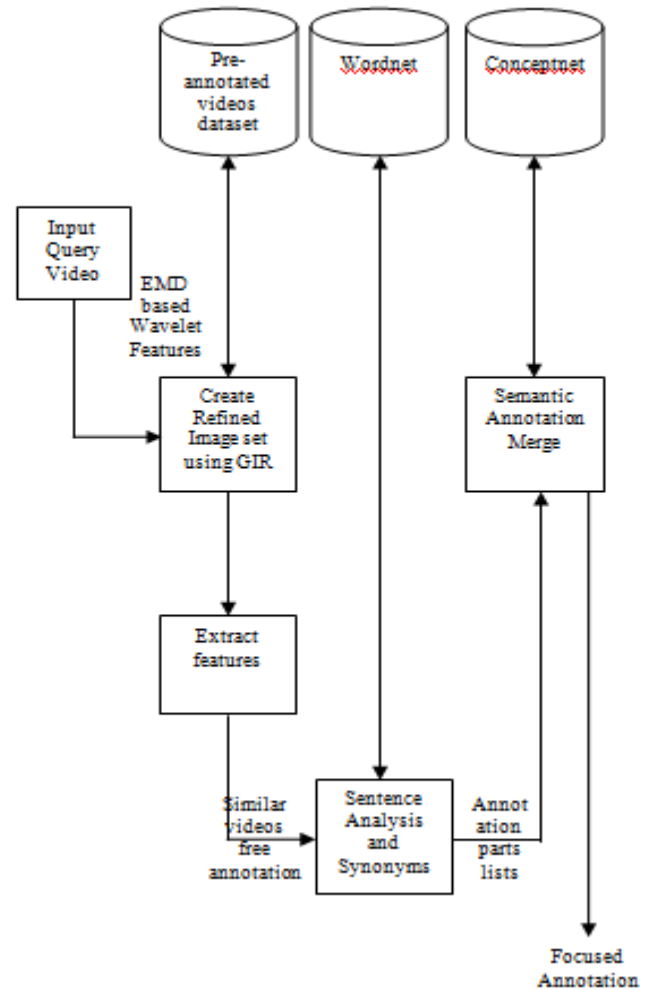 Pre-
annotated
videos
dataset
Wordnet
Conceptnet
Input
Query
Video
EMD
based
Wavelet
Features
Create
Refined
Image set
using GIR
Semantic
Annotation
Merge
Extract
features
Similar
videos
free
annotation
Sentence
Analysis
and
Synonyms
Annot
ation
parts
lists
Focused
Annotation